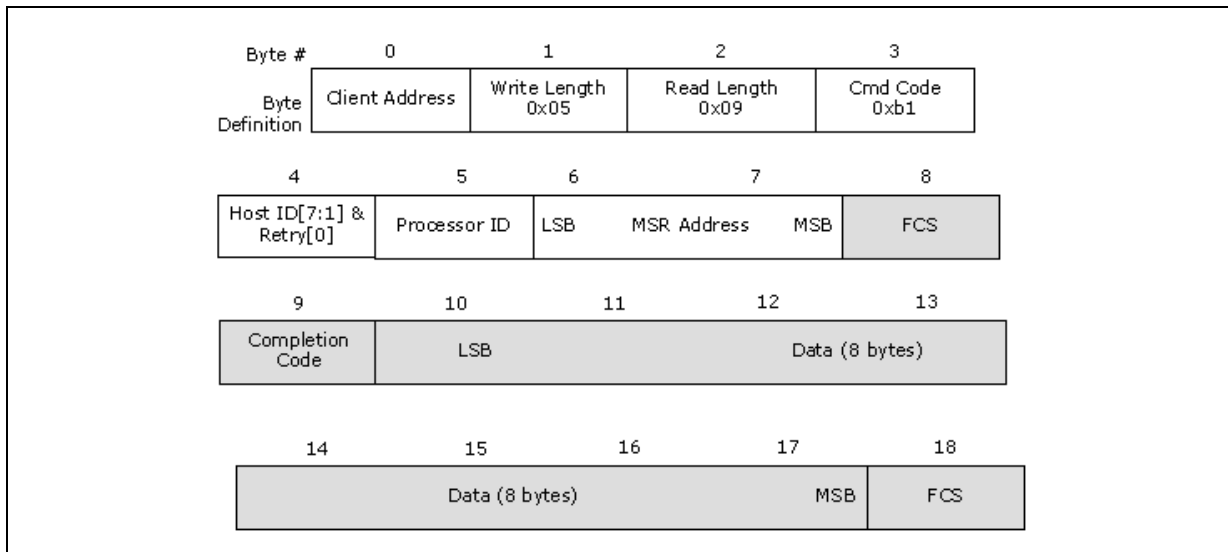 Byte # 0 1 2 3
Byte Definition
Client Address
Write Length
0x05
Read Length
0x09
Cmd Code
0xb1
4 5 6 7 8
Host ID[7:1] &
Retry[0]
Processor ID
LSB MSR Address MSB
FCS
9 10 11 12 13
Completion
Code
LSB Data (8 bytes)
14 15 16 17 18
Data (8 bytes) MSB
FCS